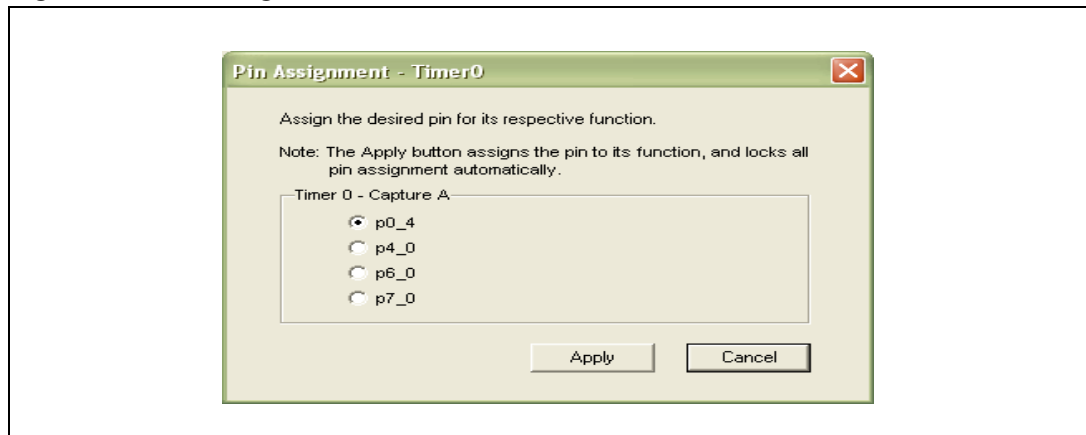 Pin Assignment - Timer0
Assign the desired pin for its respective function.
Note: The Apply button assigns the pin to its function, and locks all
pin assignment automatically.
Timer 0 - Capture A
p0_4
p4_0
p6_0
p7_0
Apply
Cancel